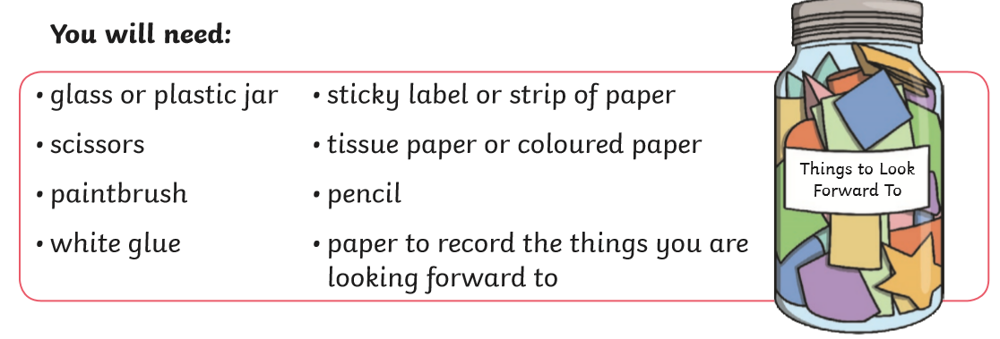 You will need:
• glass or plastic jar
• scissors
• paintbrush
• white glue
• sticky label or strip of paper
• tissue paper or coloured paper
• pencil
• paper to record the things you are
looking forward to
Things to Look
Forward To